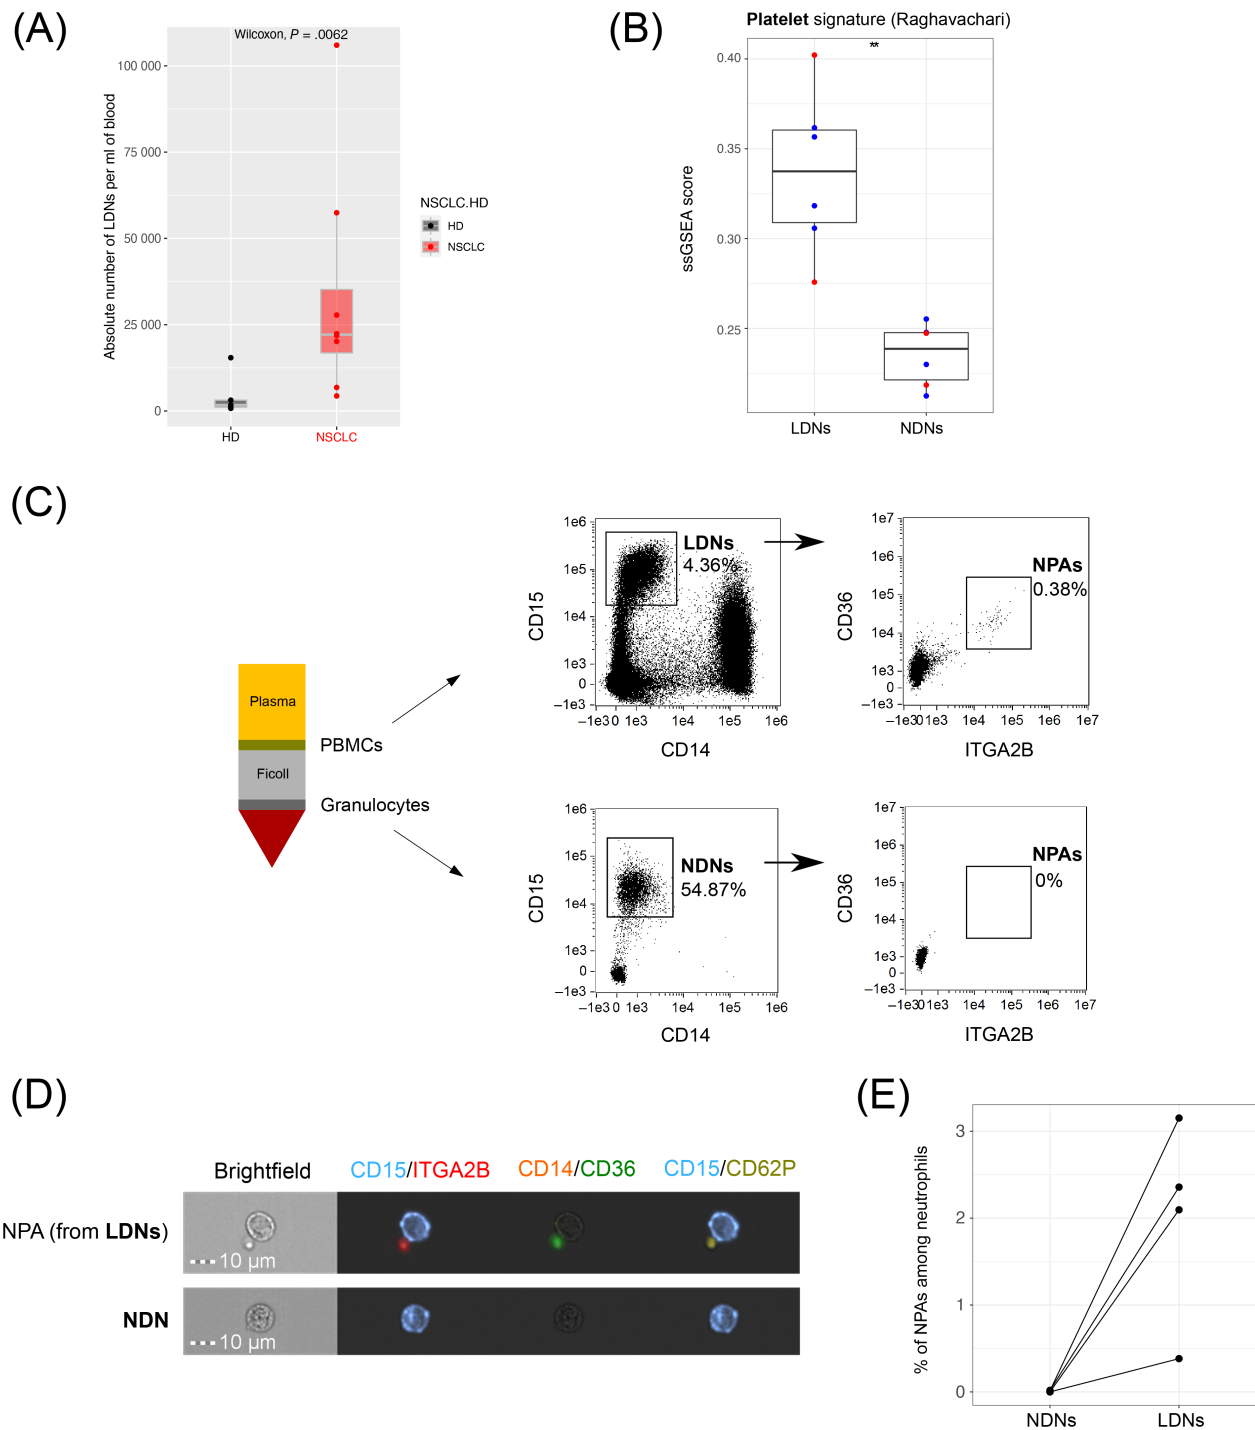 (A)
Wilcoxon, P = .0062
Absolute number of LDNs per ml of blood
100 000
75 000
50 000
25 000
0
HD
NSCLC
NSCLC.HD
HD
NSCLC
(B)
Platelet signature (Raghavachari)
**
ssGSEA score
0.40
0.35
0.30
0.25
LDNs
NDNs
(C)
Plasma
PBMCs
Ficoll
Granulocytes
CD15
1e6
1e5
1e4
1e3
0
−1e3
LDNs
4.36%
−1e3 0 1e3 1e4 1e5 1e6
CD14
CD36
1e7
1e6
1e5
1e4
1e3
0
−1e3
NPAs
0.38%
−1e3 0 1e3 1e4 1e5 1e6 1e7
ITGA2B
CD15
1e6
1e5
1e4
1e3
0
−1e3
NDNs
54.87%
−1e3 0 1e3 1e4 1e5 1e6
CD14
CD36
1e7
1e6
1e5
1e4
1e3
0
−1e3
NPAs
0%
−1e3 0 1e3 1e4 1e5 1e6 1e7
ITGA2B
(D)
Brightfield CD15/ITGA2B CD14/CD36 CD15/CD62P
NPA (from LDNs)
10 µm
NDN
10 µm
(E)
% of NPAs among neutrophils
3
2
1
0
NDNs
LDNs